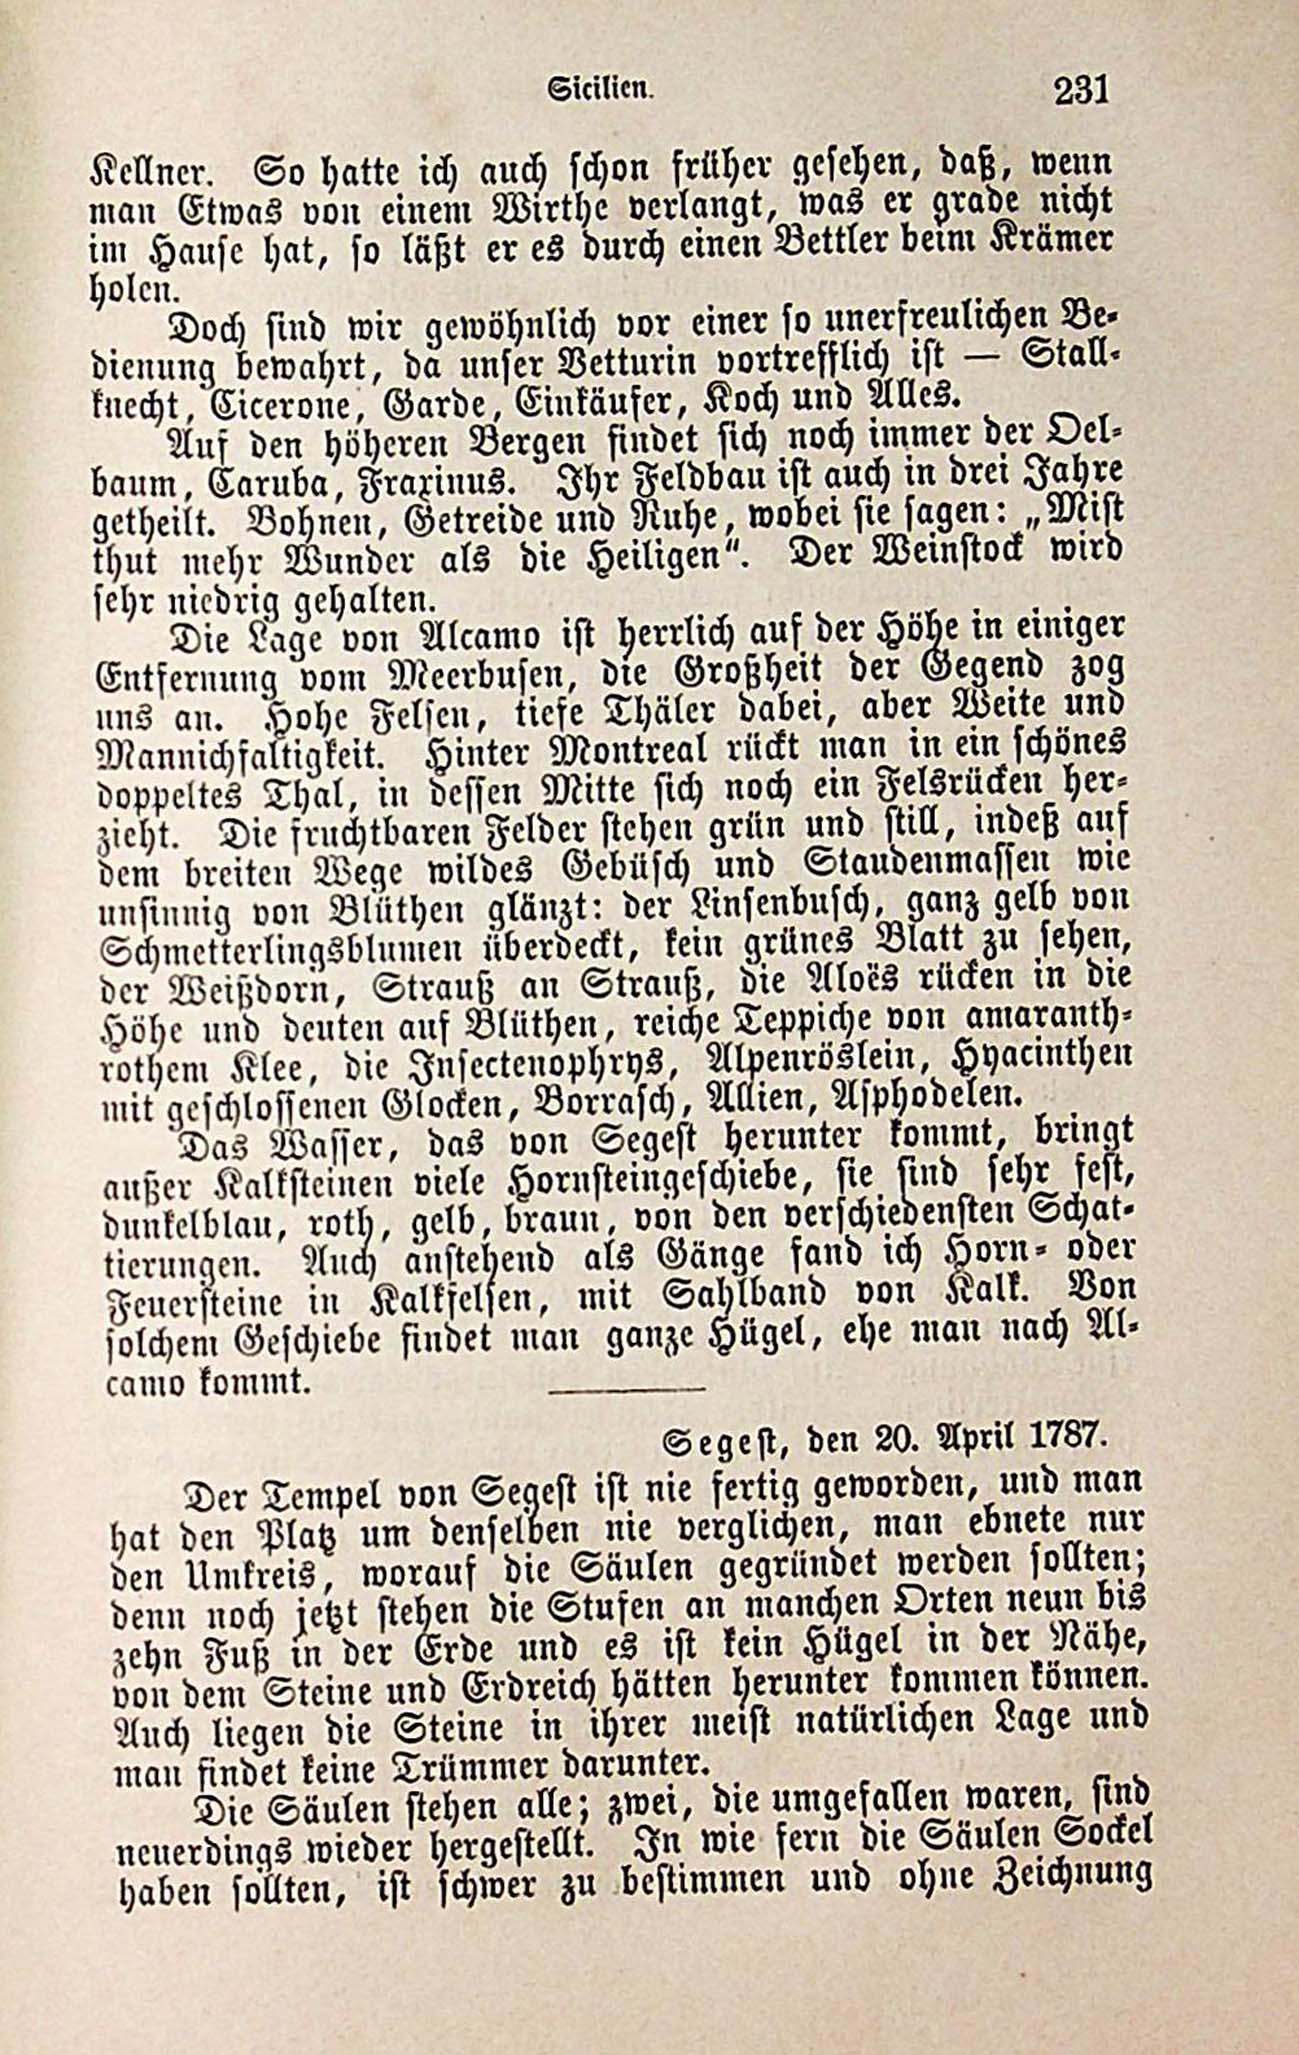 Sicilien. 231
Kellner. So hatte ich auch schon früher gesehen, daß, wenn
man Etwas von einem Wirthe verlangt, was er grade nicht
im Hause hat, so läßt er es durch einen Bettler beim Krämer
holen.
Doch sind wir gewöhnlich vor einer so unerfreulichen Be-
dienung bewahrt, da unser Vetturin vortrefflich ist — Stall-
knecht, Cicerone, Garde, Einkäufer, Koch und Alles.
Auf den höheren Bergen findet sich noch immer der Oel-
baum, Caruba, Fraxinus. Ihr Feldbau ist auch in drei Jahre
getheilt. Bohnen, Getreide und Ruhe, wobei sie sagen: „Mist
thut mehr Wunder als die Heiligen“. Der Weinstock wird
sehr niedrig gehalten.
Die Lage von Alcamo ist herrlich auf der Höhe in einiger
Entfernung vom Meerbusen, die Großheit der Gegend zog
uns an. Hohe Felsen, tiefe Thäler dabei, aber Weite und
Mannichfaltigkeit. Hinter Montreal rückt man in ein schönes
doppeltes Thal, in dessen Mitte sich noch ein Felsrücken her-
zieht. Die fruchtbaren Felder stehen grün und still, indeß auf
dem breiten Wege wildes Gebüsch und Staudenmassen wie
unsinnig von Blüthen glänzt: der Linsenbusch, ganz gelb von
Schmetterlingsblumen überdeckt, kein grünes Blatt zu sehen,
der Weißdorn, Strauß an Strauß, die Aloës rücken in die
Höhe und deuten auf Blüthen, reiche Teppiche von amaranth-
rothem Klee, die Insectenophrys, Alpenröslein, Hyacinthen
mit geschlossenen Glocken, Borrasch, Allien, Asphodelen.
Das Wasser, das von Segest herunter kommt, bringt
außer Kalksteinen viele Hornsteingeschiebe, sie sind sehr fest,
dunkelblau, roth, gelb, braun, von den verschiedensten Schat-
tierungen. Auch anstehend als Gänge fand ich Horn- oder
Feuersteine in Kalkfelsen, mit Sahlband von Kalk. Von
solchem Geschiebe findet man ganze Hügel, ehe man nach Al-
camo kommt.
Segest, den 20. April 1787.
Der Tempel von Segest ist nie fertig geworden, und man
hat den Platz um denselben nie verglichen, man ebnete nur
den Umkreis, worauf die Säulen gegründet werden sollten;
denn noch jetzt stehen die Stufen an manchen Orten neun bis
zehn Fuß in der Erde und es ist kein Hügel in der Nähe,
von dem Steine und Erdreich hätten herunter kommen können.
Auch liegen die Steine in ihrer meist natürlichen Lage und
man findet keine Trümmer darunter.
Die Säulen stehen alle; zwei, die umgefallen waren, sind
neuerdings wieder hergestellt. In wie fern die Säulen Sockel
haben sollten, ist schwer zu bestimmen und ohne Zeichnung